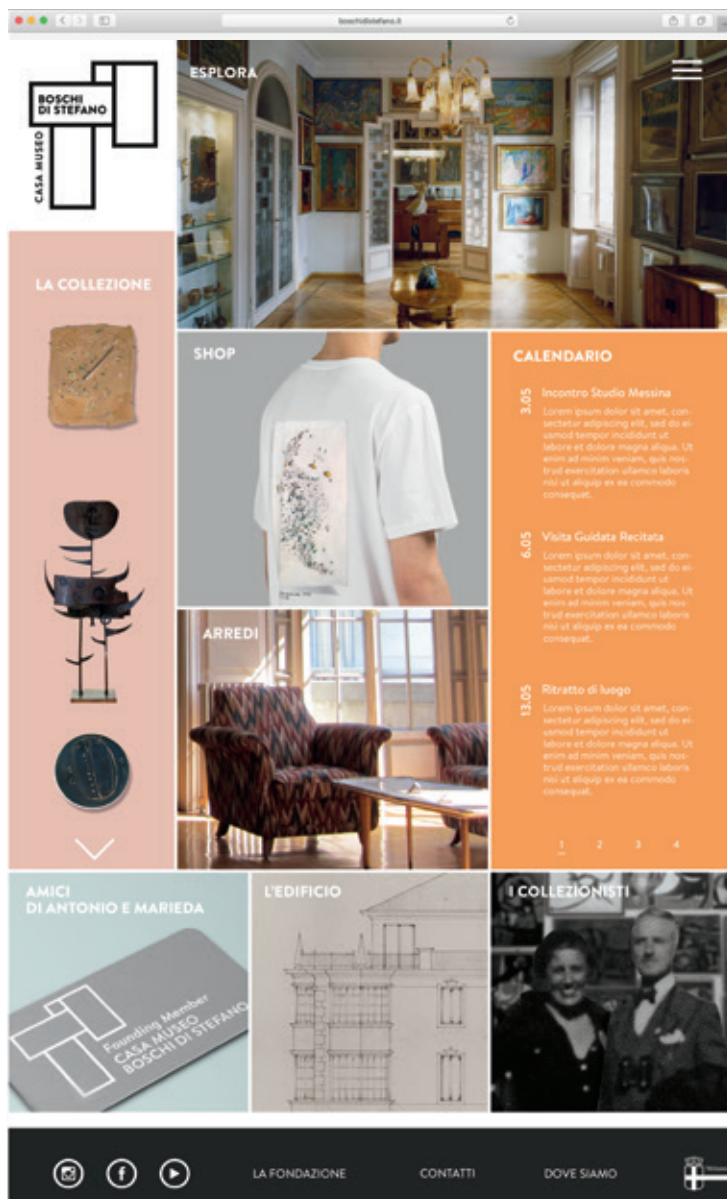 boschidistefano.it
BOSCHI
DI STEFANO
CASA MUSEO
ESPLORA
LA COLLEZIONE
SHOP
CALENDARIO
3.05
Incontro Studio Messina
Lorem ipsum dolor sit amet, con-
sectetur adipiscing elit, sed do ei-
usmod tempor incididunt ut
labore et dolore magna aliqua. Ut
enim ad minim veniam, quis nos-
trud exercitation ullamco laboris
nisi ut aliquip ex ea commodo
consequat.
6.05
Visita Guidata Recitata
Lorem ipsum dolor sit amet, con-
sectetur adipiscing elit, sed do ei-
usmod tempor incididunt ut
labore et dolore magna aliqua. Ut
enim ad minim veniam, quis nos-
trud exercitation ullamco laboris
nisi ut aliquip ex ea commodo
consequat.
13.05
Ritratto di luogo
Lorem ipsum dolor sit amet, con-
sectetur adipiscing elit, sed do ei-
usmod tempor incididunt ut
labore et dolore magna aliqua. Ut
enim ad minim veniam, quis nos-
trud exercitation ullamco laboris
nisi ut aliquip ex ea commodo
consequat.
1 2 3 4
ARREDI
AMICI
DI ANTONIO E MARIEDA
Founding Member
CASA MUSEO
BOSCHI DI STEFANO
L'EDIFICIO
I COLLEZIONISTI
LA FONDAZIONE
CONTATTI
DOVE SIAMO